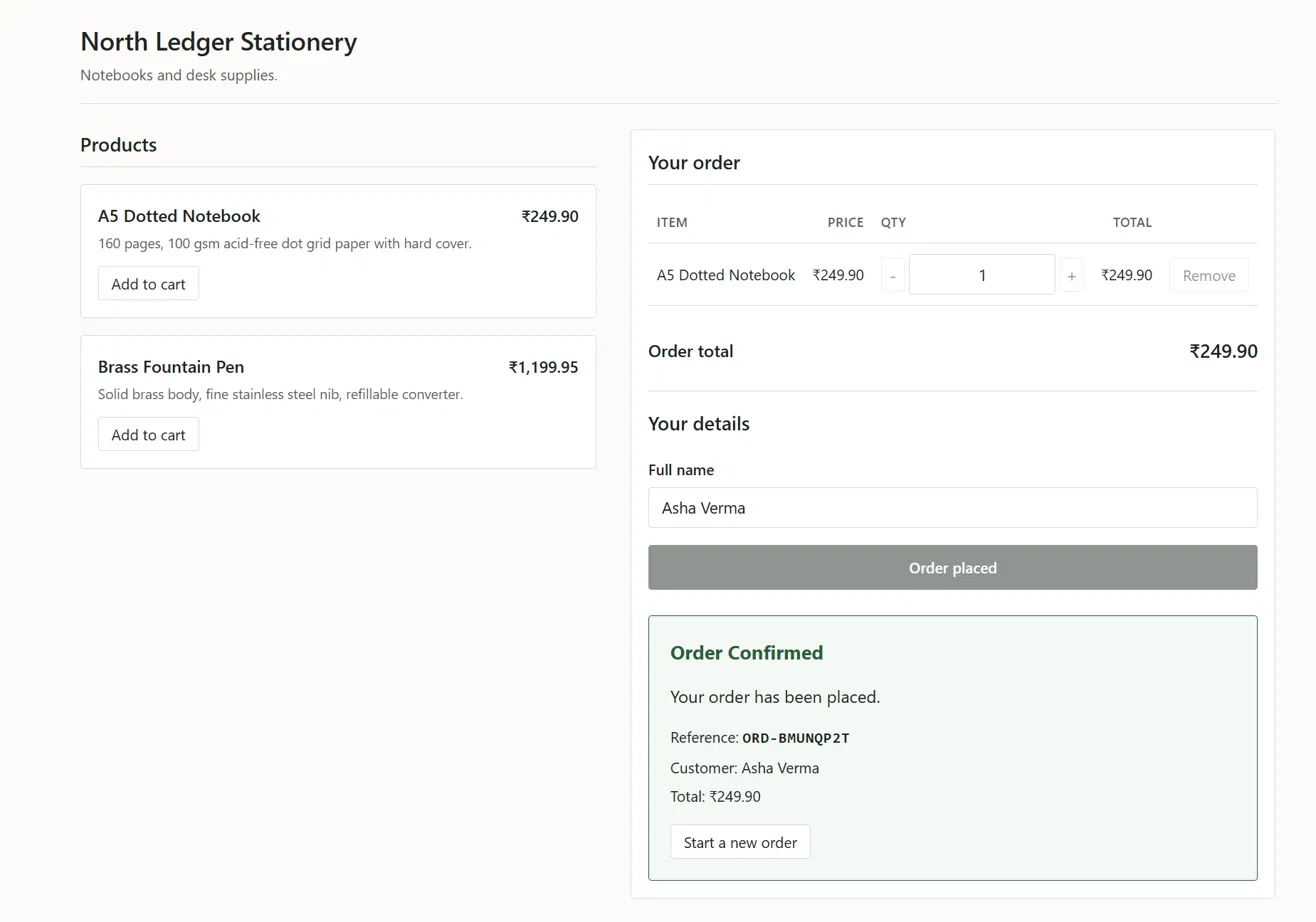 North Ledger Stationery
Notebooks and desk supplies.
Products
A5 Dotted Notebook ₹249.90
160 pages, 100 gsm acid-free dot grid paper with hard cover.
Add to cart
Brass Fountain Pen ₹1,199.95
Solid brass body, fine stainless steel nib, refillable converter.
Add to cart
Your order
ITEM PRICE QTY TOTAL
A5 Dotted Notebook ₹249.90 - 1 + ₹249.90 Remove
Order total ₹249.90
Your details
Full name
Asha Verma
Order placed
Order Confirmed
Your order has been placed.
Reference: ORD-BMUNQP2T
Customer: Asha Verma
Total: ₹249.90
Start a new order